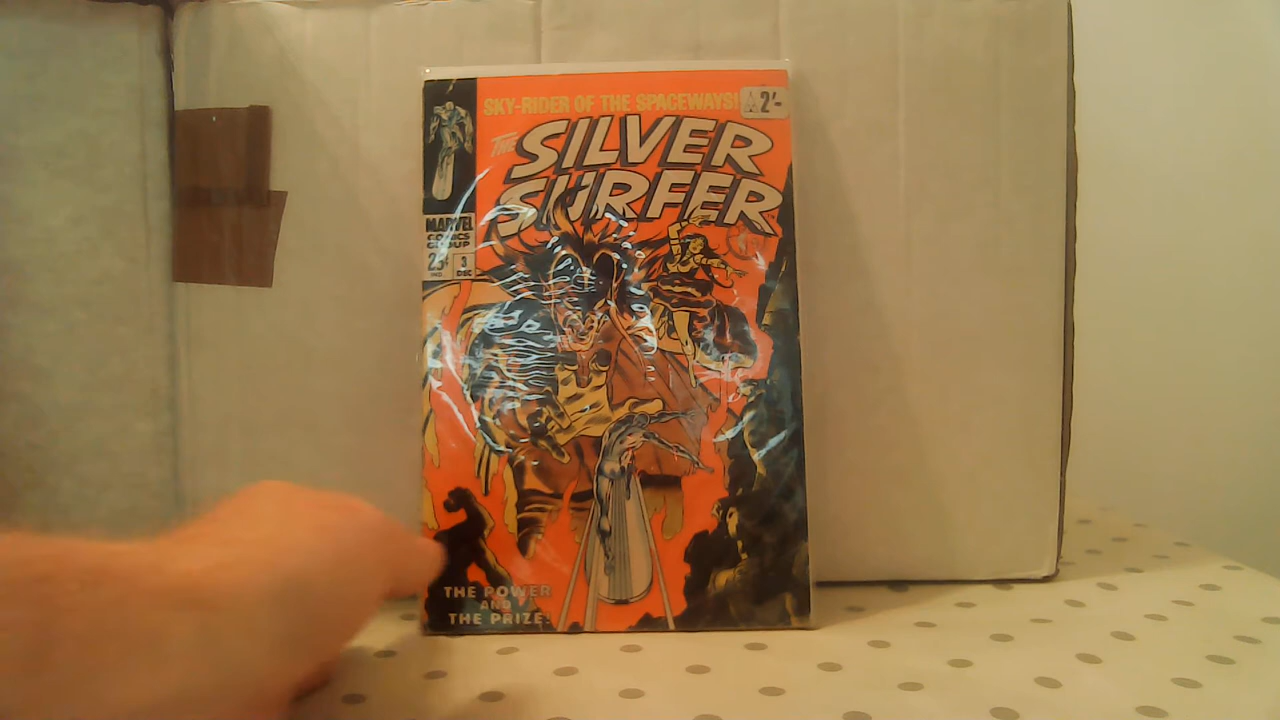 SKY-RIDER OF THE SPACEWAYS!
2/-
THE
SILVER
SURFER
MARVEL
COMICS
GROUP
25¢
IND.
3
DEC
THE POWER
AND
THE PRIZE!